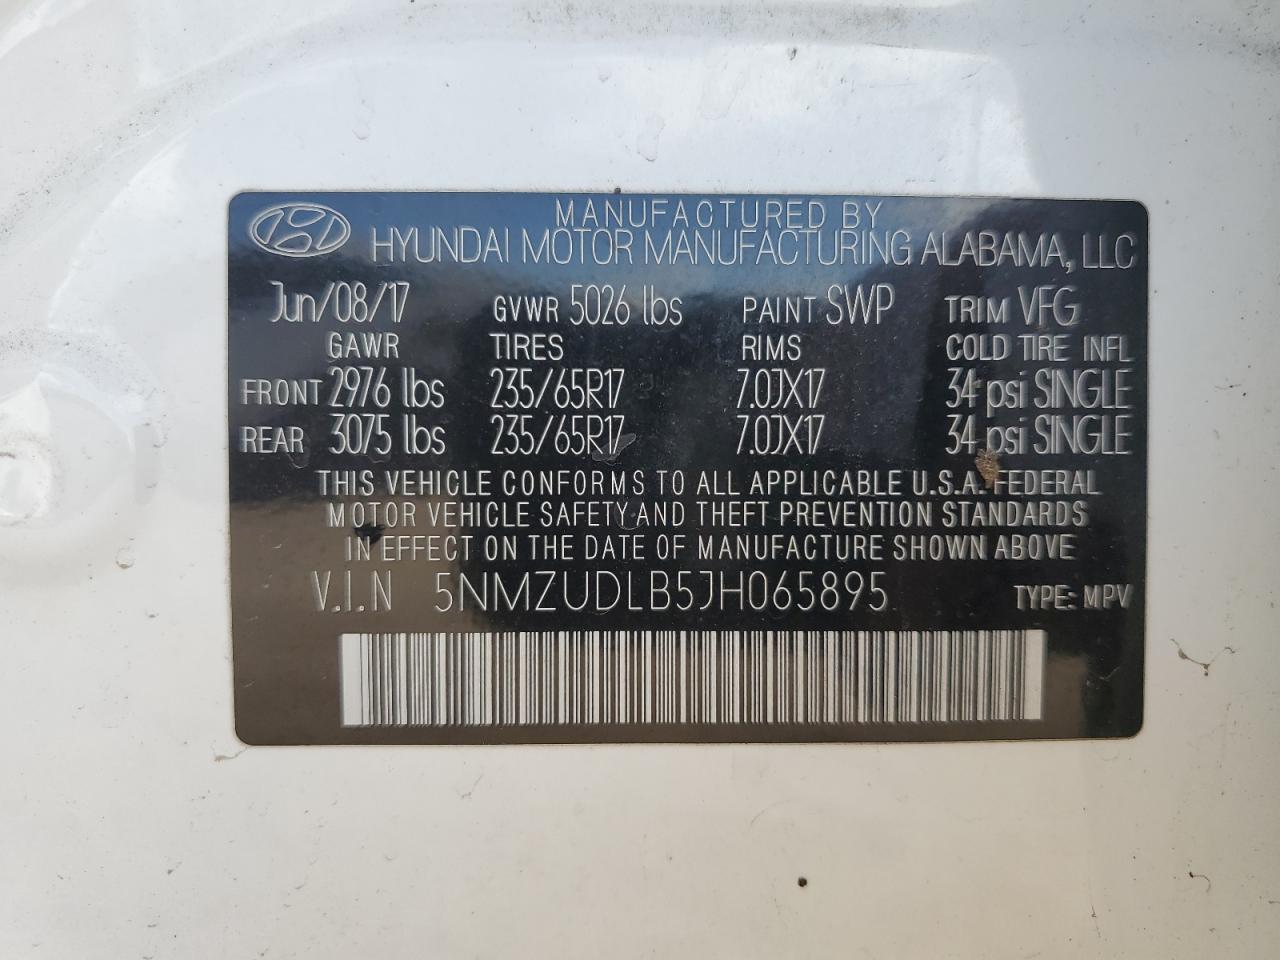 MANUFACTURED BY
HYUNDAI MOTOR MANUFACTURING ALABAMA, LLC
Jun/08/17 GVWR 5026 lbs PAINT SWP TRIM VFG
GAWR TIRES RIMS COLD TIRE INFL
FRONT 2976 lbs 235/65R17 7.0JX17 34 psi SINGLE
REAR 3075 lbs 235/65R17 7.0JX17 34 psi SINGLE
THIS VEHICLE CONFORMS TO ALL APPLICABLE U.S.A. FEDERAL
MOTOR VEHICLE SAFETY AND THEFT PREVENTION STANDARDS
IN EFFECT ON THE DATE OF MANUFACTURE SHOWN ABOVE
V.I.N 5NMZUDLB5JH065895 TYPE: MPV